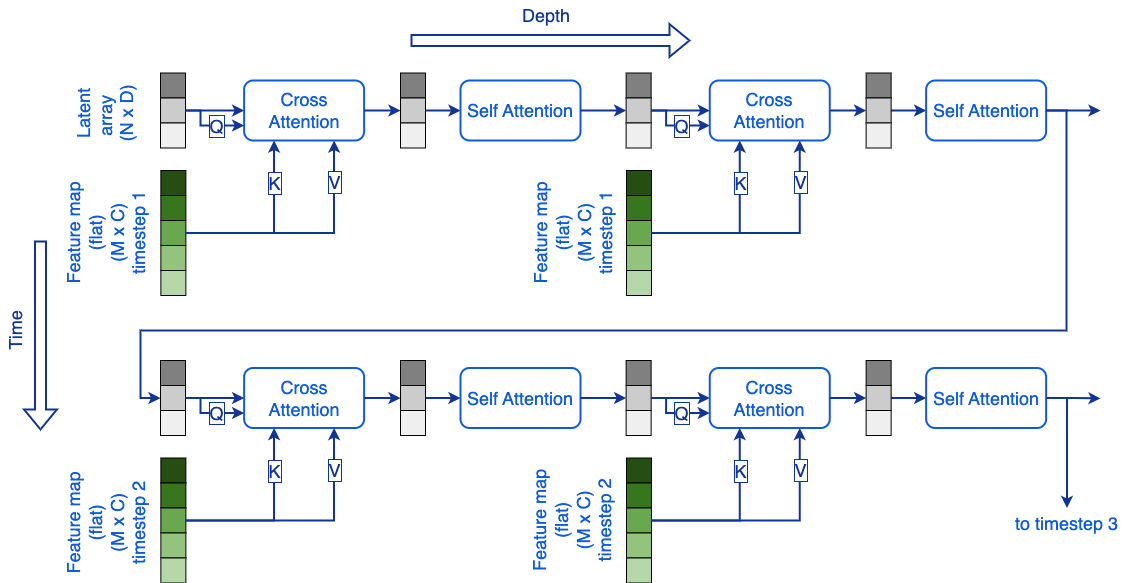 Depth
Latent
array
(N x D)
Q
Cross
Attention
Self Attention
Q
Cross
Attention
Self Attention
K
V
K
V
Feature map
(flat)
(M x C)
timestep 1
Feature map
(flat)
(M x C)
timestep 1
Time
Q
Cross
Attention
Self Attention
Q
Cross
Attention
Self Attention
K
V
K
V
Feature map
(flat)
(M x C)
timestep 2
Feature map
(flat)
(M x C)
timestep 2
to timestep 3